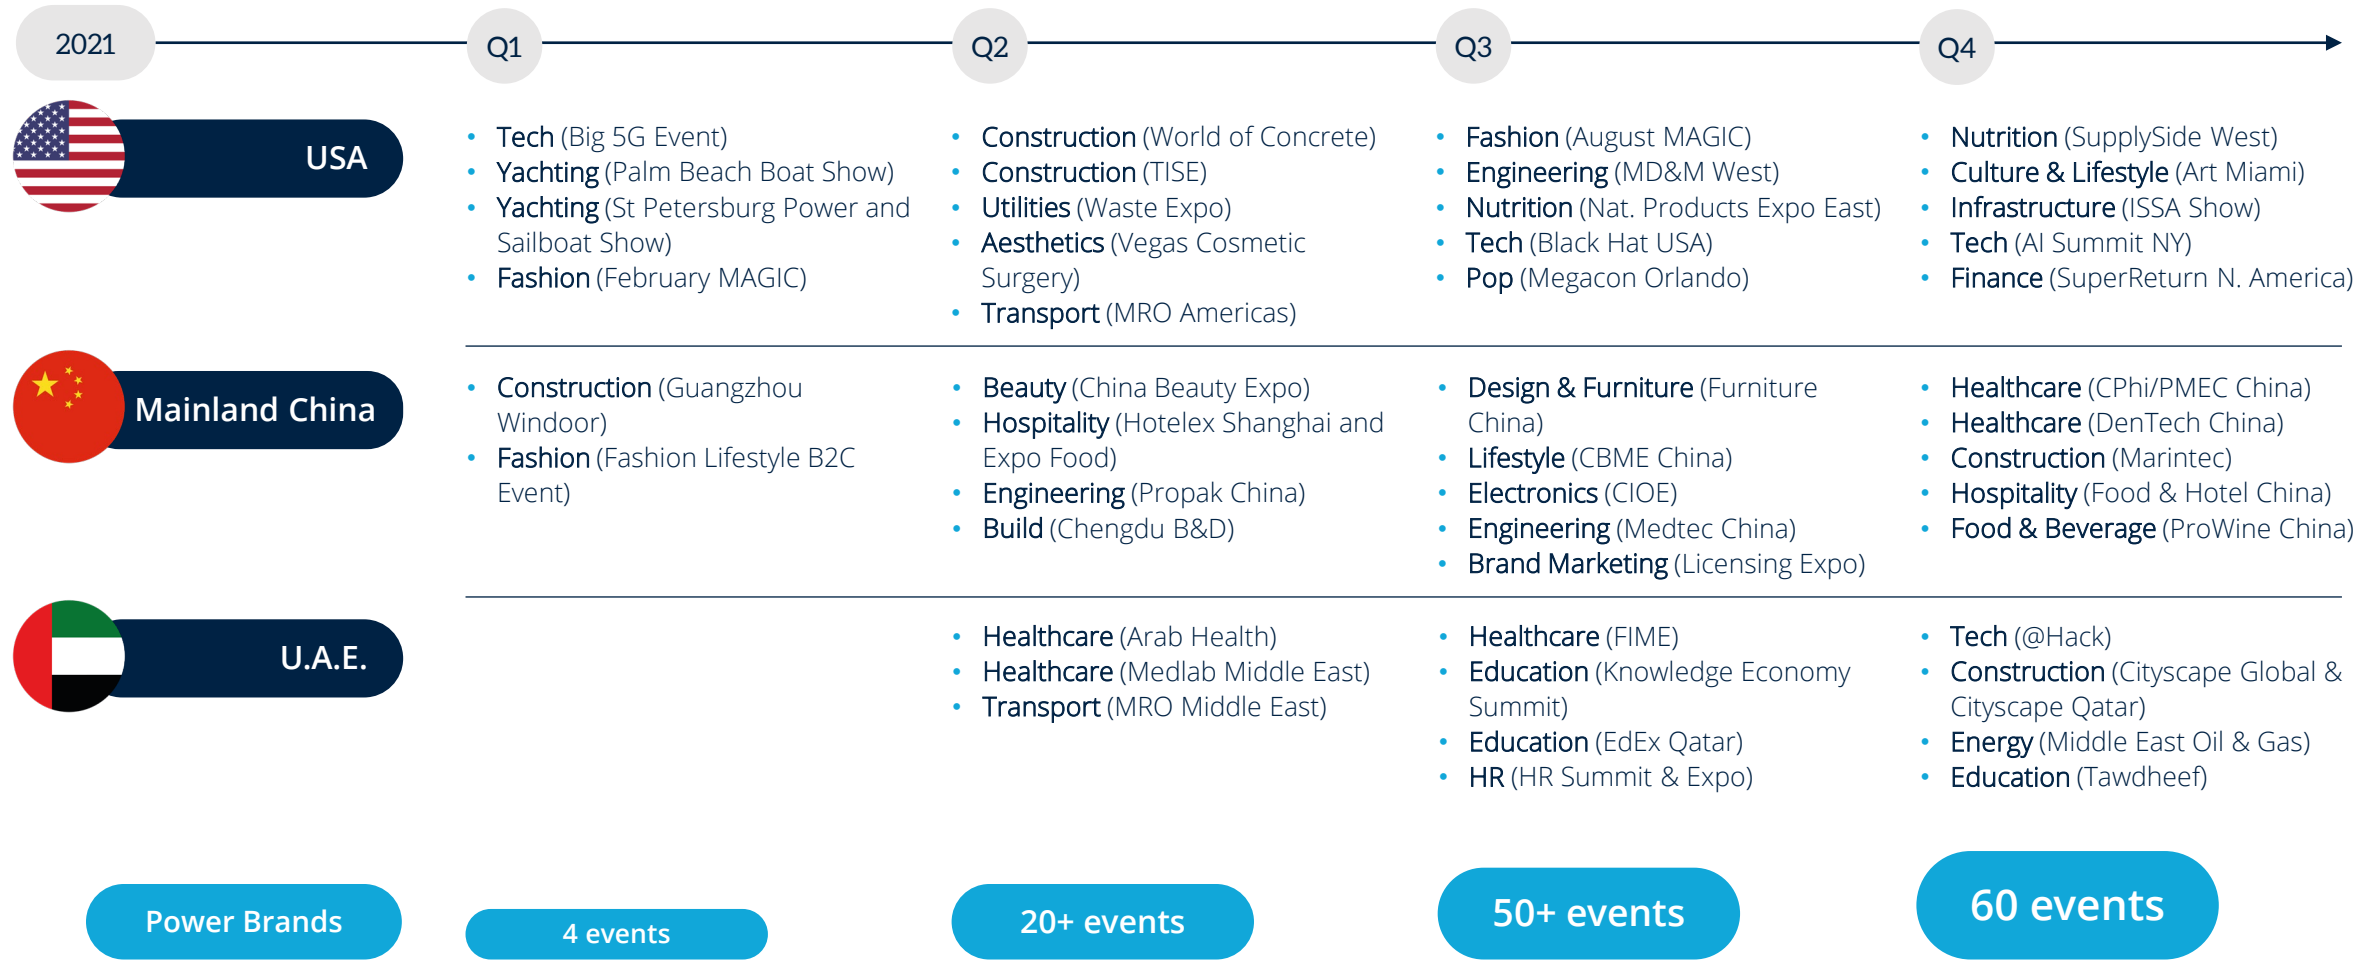 2021
Q1
Q2
Q3
Q4
USA
• Tech (Big 5G Event)
• Yachting (Palm Beach Boat Show)
• Yachting (St Petersburg Power and
Sailboat Show)
• Fashion (February MAGIC)
• Construction (World of Concrete)
• Construction (TISE)
• Utilities (Waste Expo)
• Aesthetics (Vegas Cosmetic
Surgery)
• Transport (MRO Americas)
• Fashion (August MAGIC)
• Engineering (MD&M West)
• Nutrition (Nat. Products Expo East)
• Tech (Black Hat USA)
• Pop (Megacon Orlando)
• Nutrition (SupplySide West)
• Culture & Lifestyle (Art Miami)
• Infrastructure (ISSA Show)
• Tech (AI Summit NY)
• Finance (SuperReturn N. America)
Mainland China
• Construction (Guangzhou
Windoor)
• Fashion (Fashion Lifestyle B2C
Event)
• Beauty (China Beauty Expo)
• Hospitality (Hotelex Shanghai and
Expo Food)
• Engineering (Propak China)
• Build (Chengdu B&D)
• Design & Furniture (Furniture
China)
• Lifestyle (CBME China)
• Electronics (CIOE)
• Engineering (Medtec China)
• Brand Marketing (Licensing Expo)
• Healthcare (CPhi/PMEC China)
• Healthcare (DenTech China)
• Construction (Marintec)
• Hospitality (Food & Hotel China)
• Food & Beverage (ProWine China)
U.A.E.
• Healthcare (Arab Health)
• Healthcare (Medlab Middle East)
• Transport (MRO Middle East)
• Healthcare (FIME)
• Education (Knowledge Economy
Summit)
• Education (EdEx Qatar)
• HR (HR Summit & Expo)
• Tech (@Hack)
• Construction (Cityscape Global &
Cityscape Qatar)
• Energy (Middle East Oil & Gas)
• Education (Tawdheef)
Power Brands
4 events
20+ events
50+ events
60 events